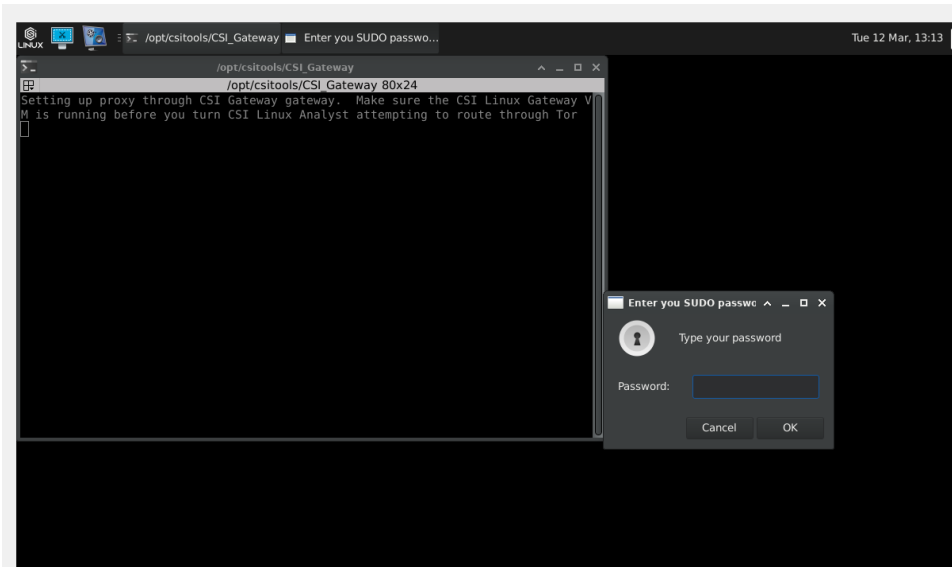 LINUX
/opt/csitools/CSI_Gateway
Enter you SUDO passwo...
Tue 12 Mar, 13:13
/opt/csitools/CSI_Gateway
/opt/csitools/CSI_Gateway 80x24
Setting up proxy through CSI Gateway gateway.  Make sure the CSI Linux Gateway V
M is running before you turn CSI Linux Analyst attempting to route through Tor
Enter you SUDO passwo
Type your password
Password:
Cancel
OK